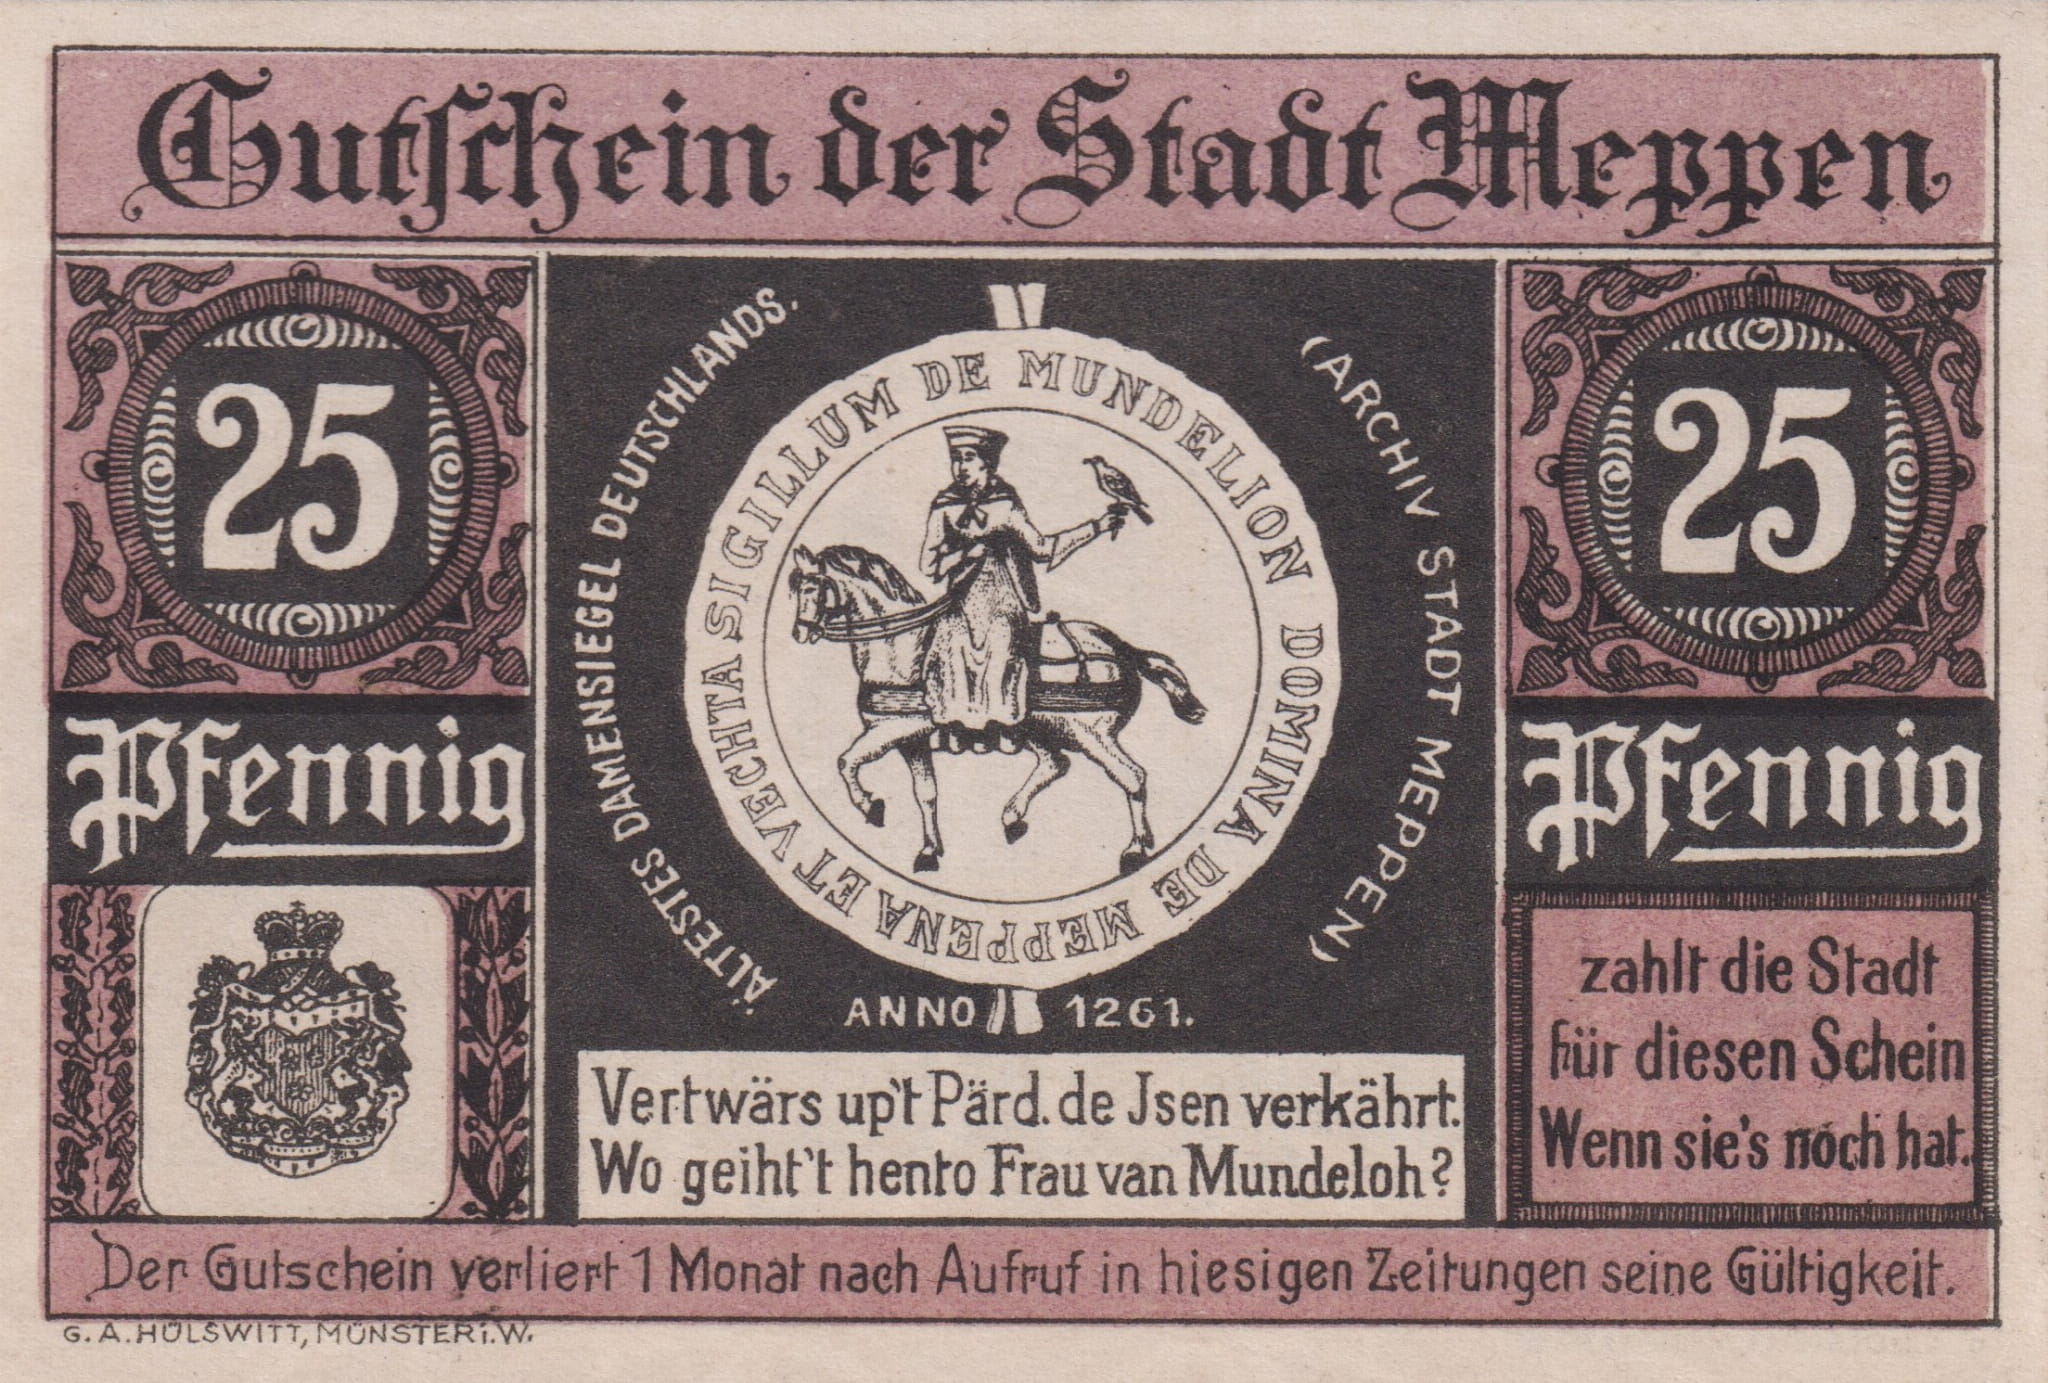 Gutschein der Stadt Meppen
25
Pfennig
ÄLTESTES DAMENSIEGEL DEUTSCHLANDS.
SIGILLUM DE MUNDELION DOMINA DE MEPPENA ET VECHTA
(ARCHIV STADT MEPPEN)
ANNO 1261.
Vertwärs up't Pärd. de Jsen verkährt.
Wo geiht't hento Frau van Mundeloh?
25
Pfennig
zahlt die Stadt
für diesen Schein
Wenn sie's noch hat.
Der Gutschein verliert 1 Monat nach Aufruf in hiesigen Zeitungen seine Gültigkeit.
G. A. HÜLSWITT, MÜNSTER i. W.